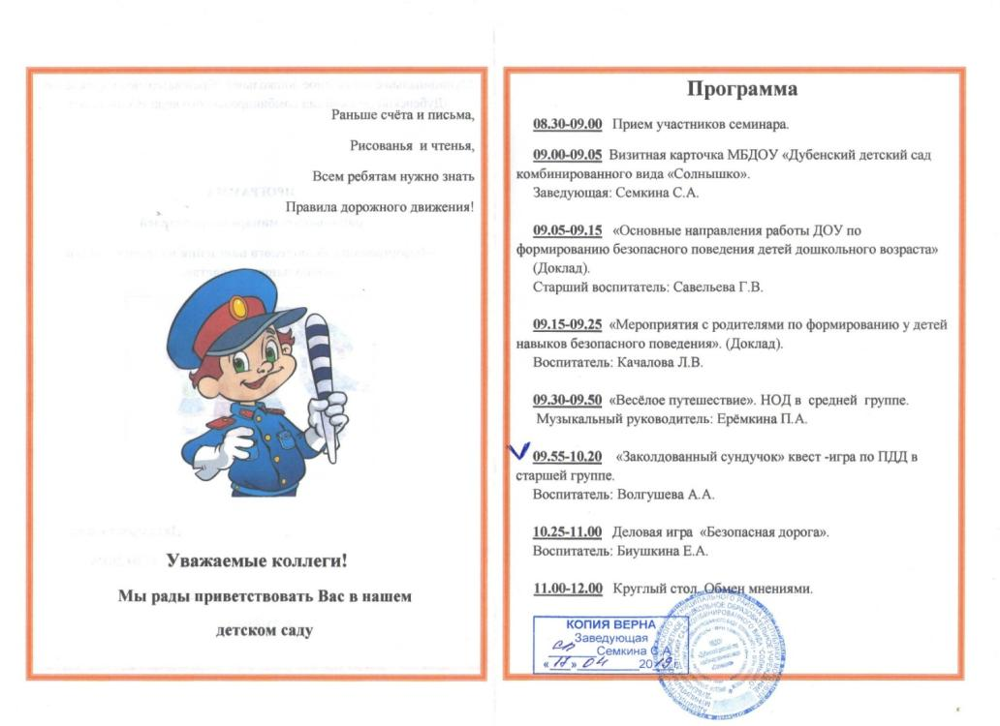 Раньше счёта и письма,
Рисованья и чтенья,
Всем ребятам нужно знать
Правила дорожного движения!
Уважаемые коллеги!
Мы рады приветствовать Вас в нашем
детском саду
Программа
08.30-09.00 Прием участников семинара.
09.00-09.05 Визитная карточка МБДОУ «Дубенский детский сад
комбинированного вида «Солнышко».
Заведующая: Семкина С.А.
09.05-09.15 «Основные направления работы ДОУ по
формированию безопасного поведения детей дошкольного возраста»
(Доклад).
Старший воспитатель: Савельева Г.В.
09.15-09.25 «Мероприятия с родителями по формированию у детей
навыков безопасного поведения». (Доклад).
Воспитатель: Качалова Л.В.
09.30-09.50 «Весёлое путешествие». НОД в средней группе.
Музыкальный руководитель: Ерёмкина П.А.
09.55-10.20 «Заколдованный сундучок» квест -игра по ПДД в
старшей группе.
Воспитатель: Волгушева А.А.
10.25-11.00 Деловая игра «Безопасная дорога».
Воспитатель: Биушкина Е.А.
11.00-12.00 Круглый стол. Обмен мнениями.
КОПИЯ ВЕРНА
Заведующая
Семкина С.А.
«17» 04 2019 г.